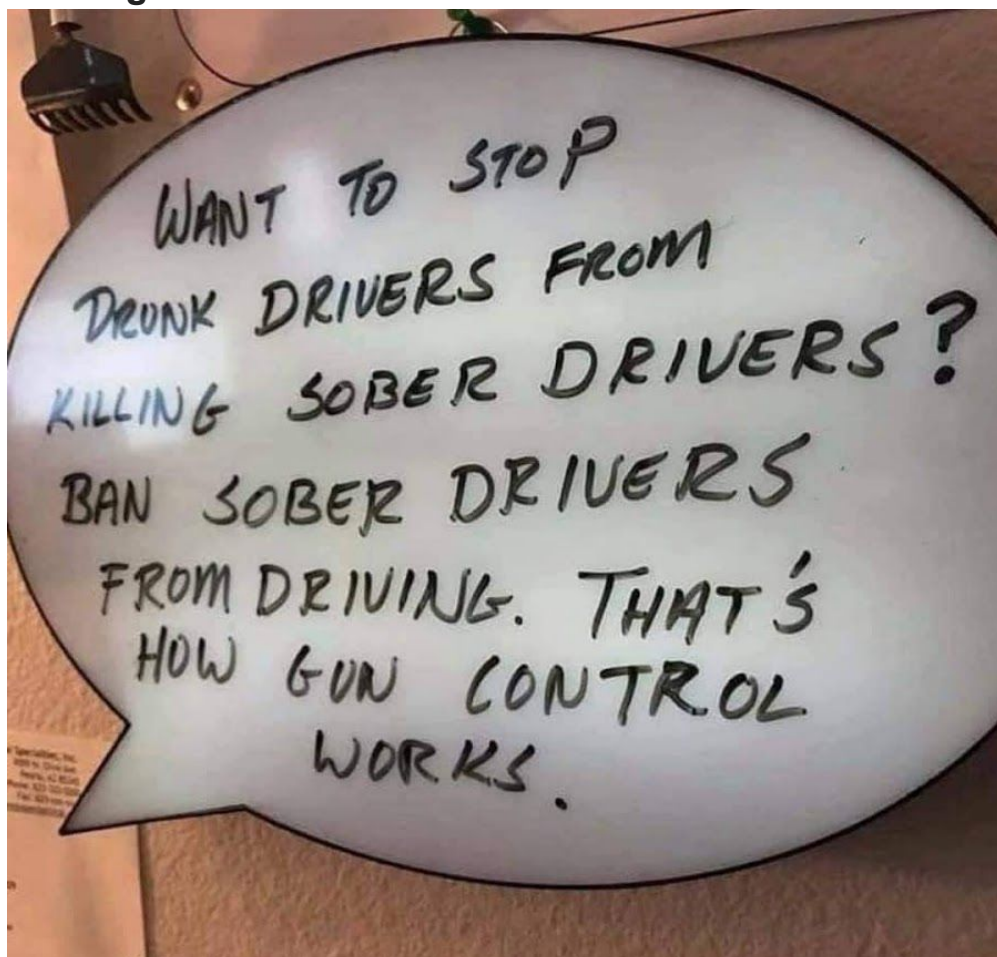 WANT TO STOP
DRUNK DRIVERS FROM
KILLING SOBER DRIVERS?
BAN SOBER DRIVERS
FROM DRIVING. THAT'S
HOW GUN CONTROL
WORKS.